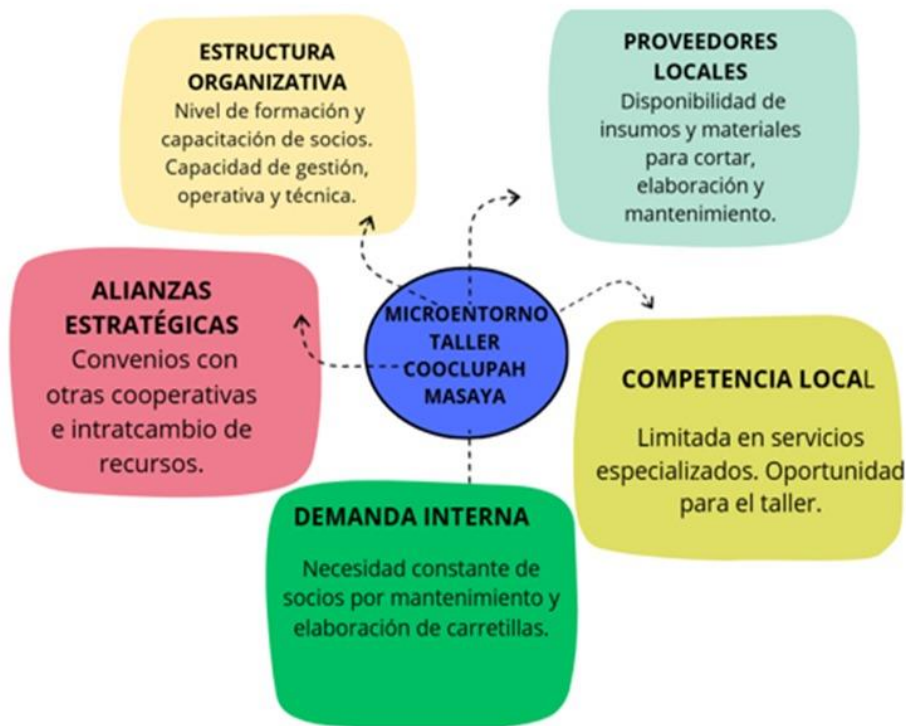 ESTRUCTURA
ORGANIZATIVA
Nivel de formación y
capacitación de socios.
Capacidad de gestión,
operativa y técnica.
PROVEEDORES
LOCALES
Disponibilidad de
insumos y materiales
para cortar,
elaboración y
mantenimiento.
ALIANZAS
ESTRATÉGICAS
Convenios con
otras cooperativas
e intratcambio de
recursos.
MICROENTORNO
TALLER
COOCLUPAH
MASAYA
COMPETENCIA LOCAL
Limitada en servicios
especializados. Oportunidad
para el taller.
DEMANDA INTERNA
Necesidad constante de
socios por mantenimiento y
elaboración de carretillas.